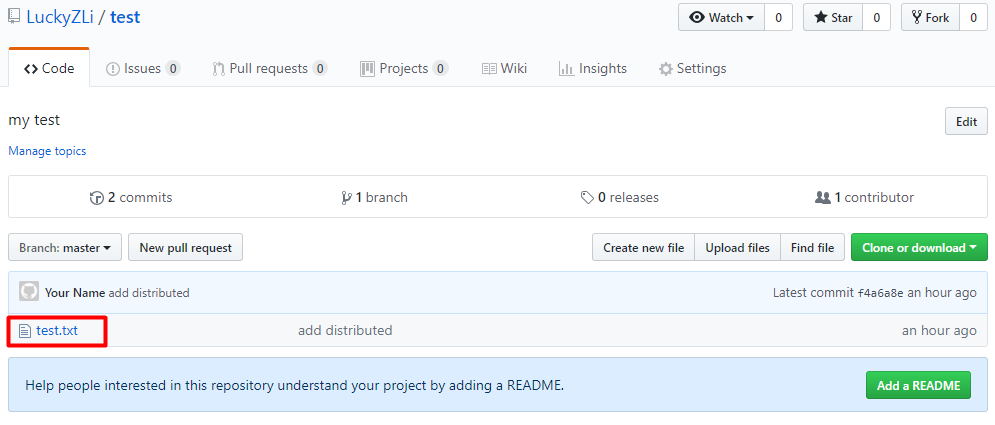 LuckyZLi / test Watch 0 Star 0 Fork 0
Code Issues 0 Pull requests 0 Projects 0 Wiki Insights Settings
my test Edit
Manage topics
2 commits 1 branch 0 releases 1 contributor
Branch: master New pull request Create new file Upload files Find file Clone or download
Your Name add distributed Latest commit f4a6a8e an hour ago
test.txt add distributed an hour ago
Help people interested in this repository understand your project by adding a README. Add a README